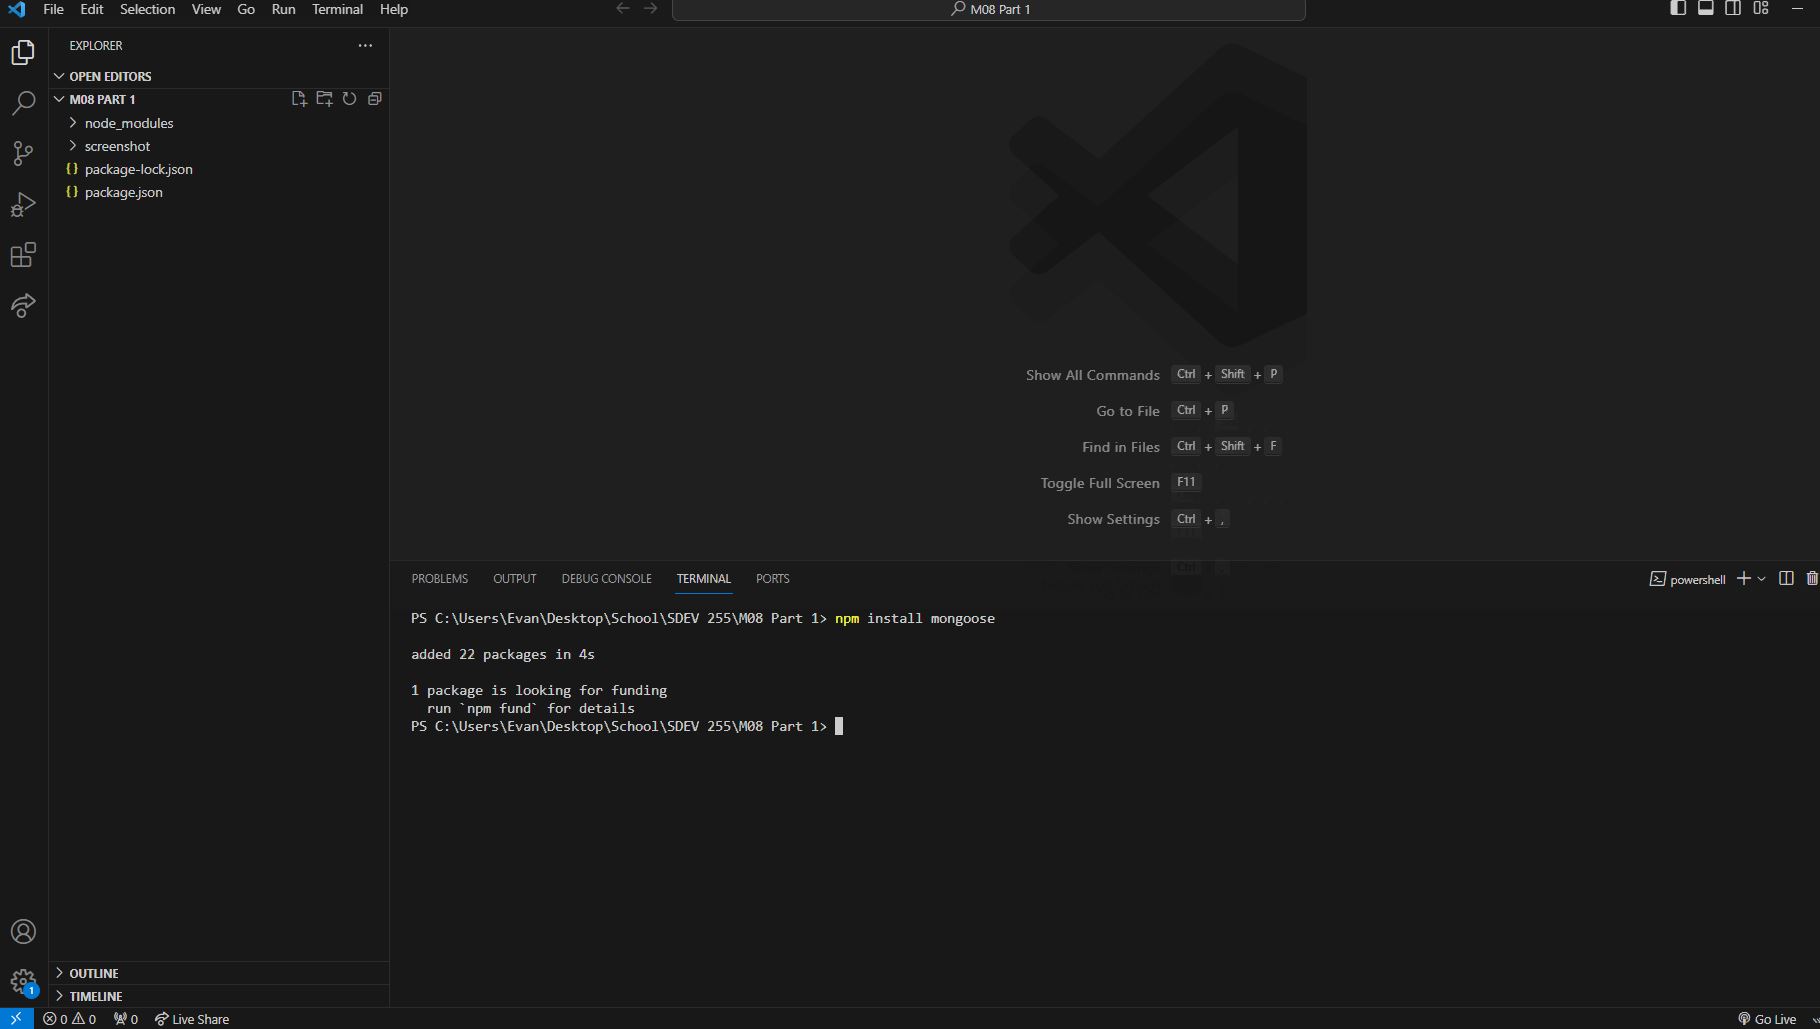 File Edit Selection View Go Run Terminal Help
M08 Part 1
EXPLORER
OPEN EDITORS
M08 PART 1
node_modules
screenshot
{} package-lock.json
{} package.json
Show All Commands Ctrl + Shift + P
Go to File Ctrl + P
Find in Files Ctrl + Shift + F
Toggle Full Screen F11
Show Settings Ctrl + ,
PROBLEMS OUTPUT DEBUG CONSOLE TERMINAL PORTS
powershell
PS C:\Users\Evan\Desktop\School\SDEV 255\M08 Part 1> npm install mongoose
added 22 packages in 4s
1 package is looking for funding
run `npm fund` for details
PS C:\Users\Evan\Desktop\School\SDEV 255\M08 Part 1>
OUTLINE
1
TIMELINE
0 0 0 Live Share
Go Live